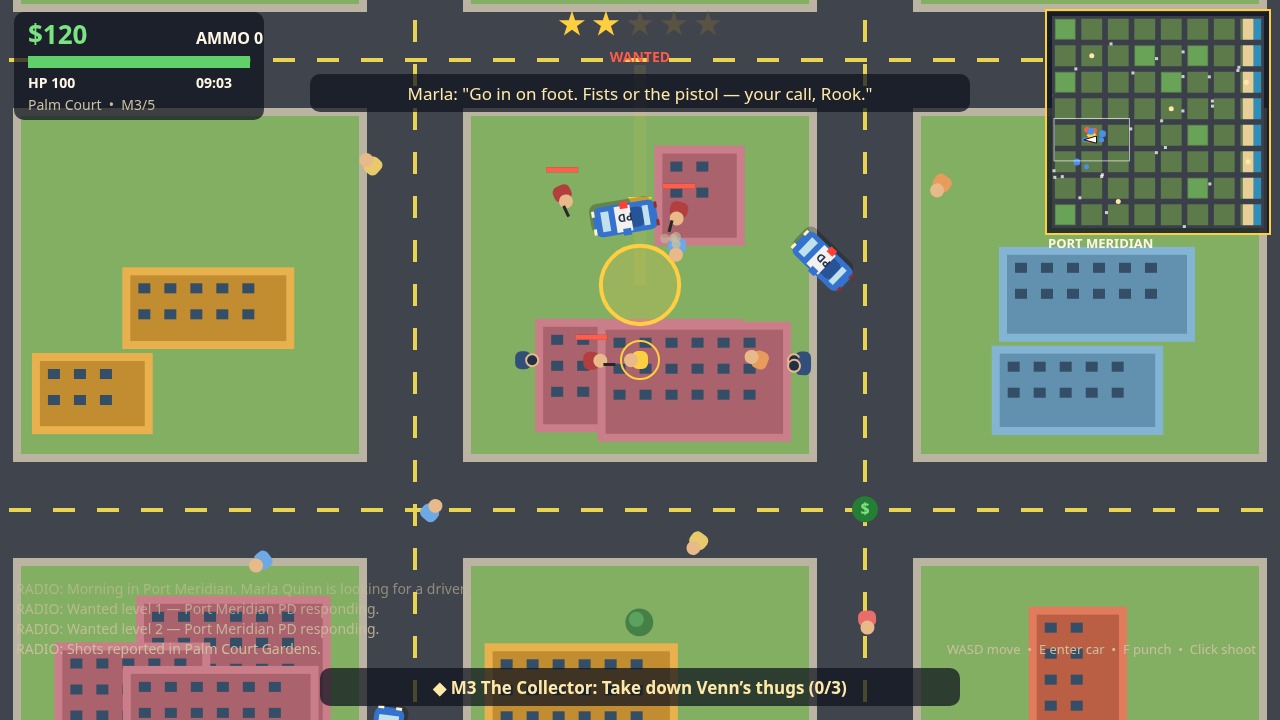 $120
AMMO 0
HP 100
09:03
Palm Court • M3/5
★★★★★
WANTED
Marla: "Go in on foot. Fists or the pistol — your call, Rook."
PORT MERIDIAN
PD
PD
$
RADIO: Morning in Port Meridian. Marla Quinn is looking for a driver
RADIO: Wanted level 1 — Port Meridian PD responding.
RADIO: Wanted level 2 — Port Meridian PD responding.
RADIO: Shots reported in Palm Court Gardens.
WASD move • E enter car • F punch • Click shoot
◆ M3 The Collector: Take down Venn’s thugs (0/3)